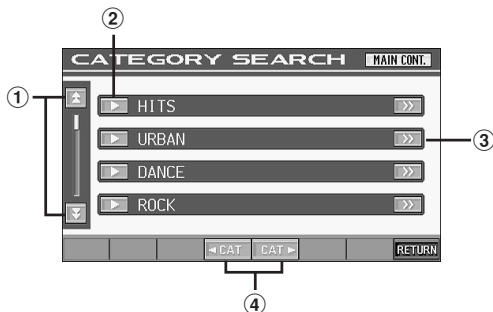 ②
CATEGORY SEARCH MAIN CONT.
①
HITS
URBAN
③
DANCE
ROCK
◄CAT CAT► RETURN
④